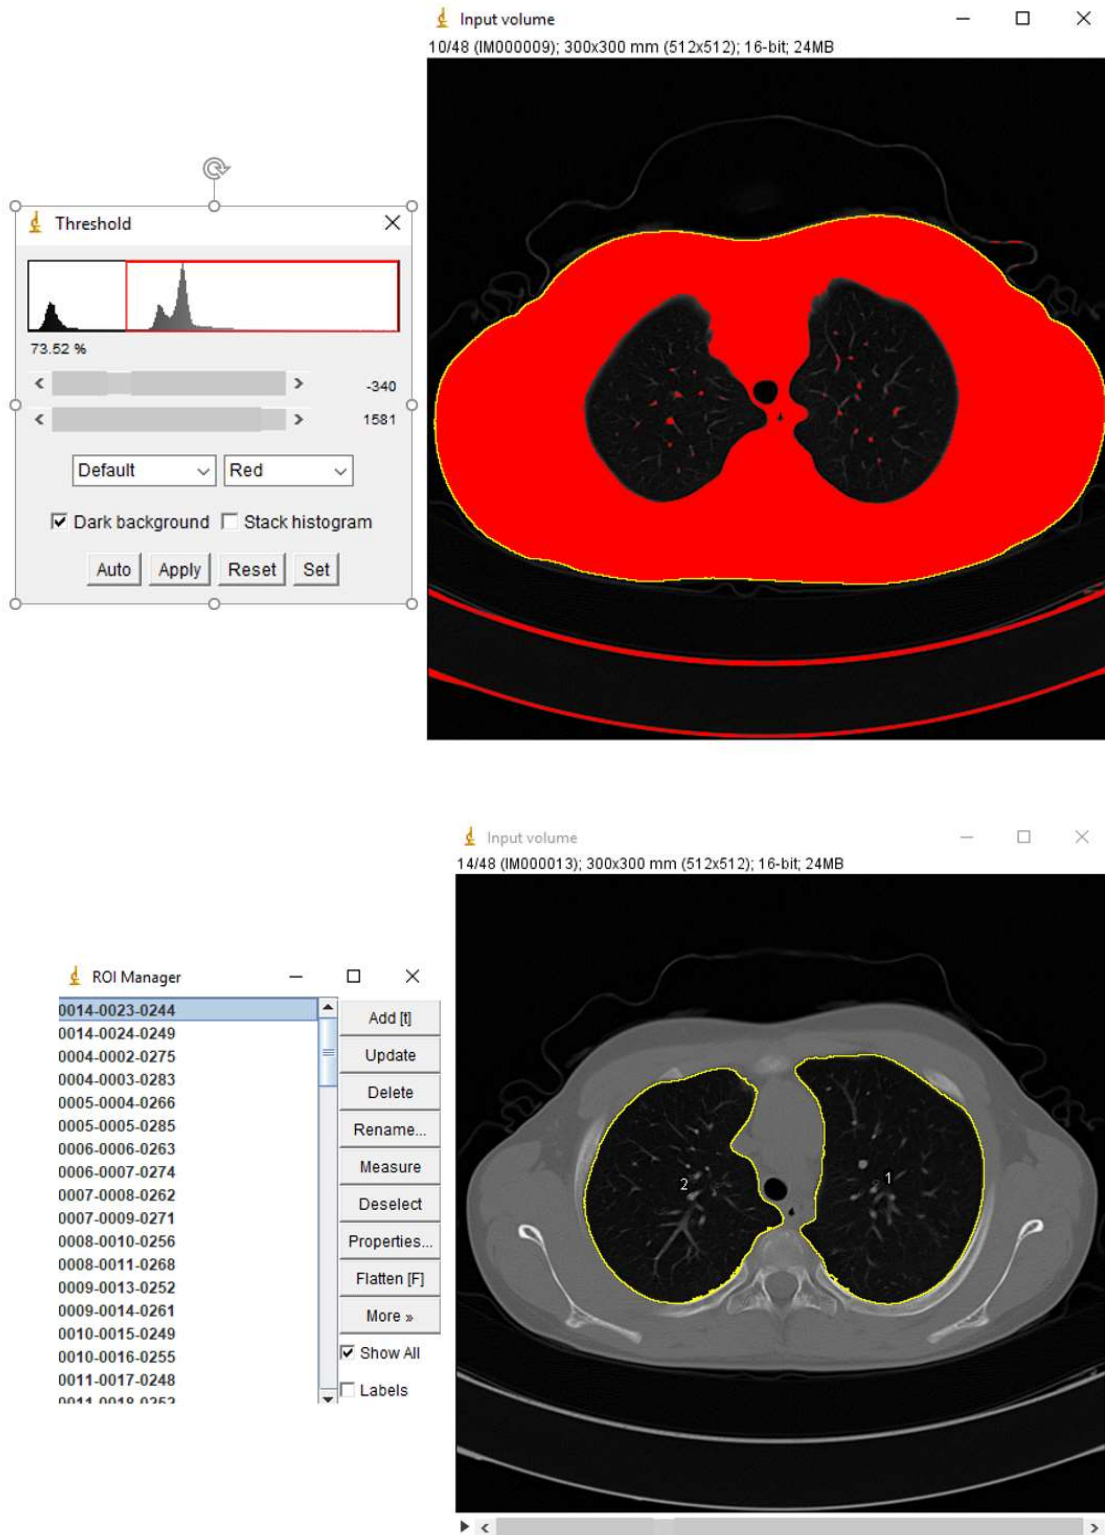 Input volume
10/48 (IM000009); 300x300 mm (512x512); 16-bit; 24MB
Threshold
73.52 %
-340
1581
Default
Red
Dark background
Stack histogram
Auto
Apply
Reset
Set
Input volume
14/48 (IM000013); 300x300 mm (512x512); 16-bit; 24MB
2
1
ROI Manager
0014-0023-0244
0014-0024-0249
0004-0002-0275
0004-0003-0283
0005-0004-0266
0005-0005-0285
0006-0006-0263
0006-0007-0274
0007-0008-0262
0007-0009-0271
0008-0010-0256
0008-0011-0268
0009-0013-0252
0009-0014-0261
0010-0015-0249
0010-0016-0255
0011-0017-0248
0011-0018-0252
Add [t]
Update
Delete
Rename...
Measure
Deselect
Properties...
Flatten [F]
More »
Show All
Labels